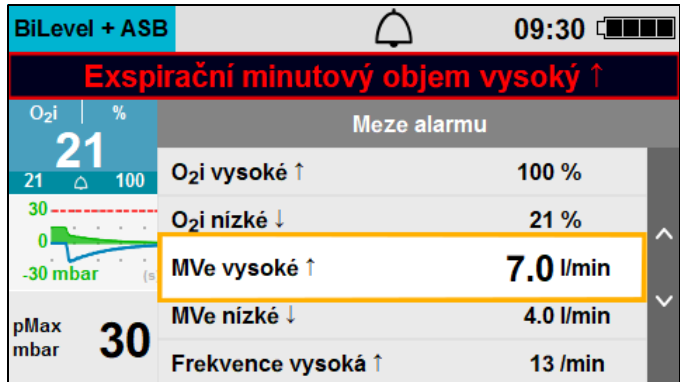 BiLevel + ASB
09:30
Exspirační minutový objem vysoký ↑
O₂i | %
21
21 100
Meze alarmu
O₂i vysoké ↑ 100 %
O₂i nízké ↓ 21 %
MVe vysoké ↑ 7.0 l/min
MVe nízké ↓ 4.0 l/min
Frekvence vysoká ↑ 13 /min
30
0
-30 mbar (s
pMax
mbar 30